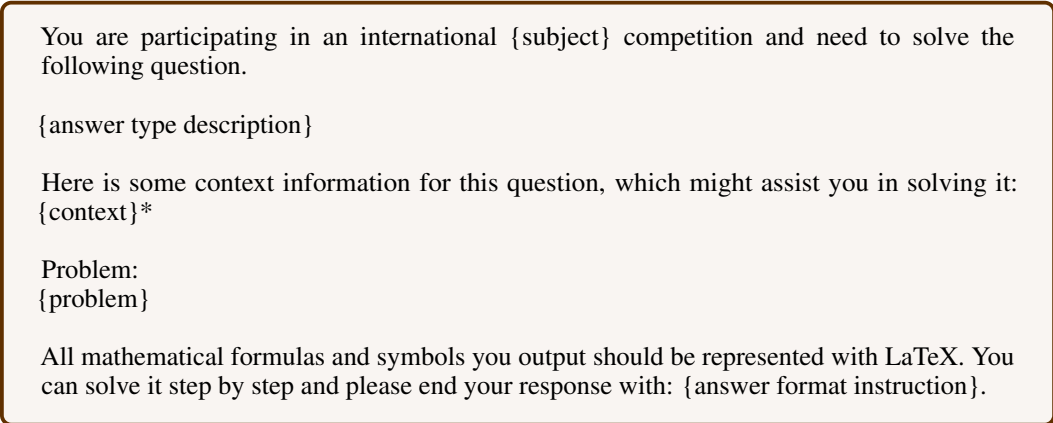 You are participating in an international {subject} competition and need to solve the
following question.
{answer type description}
Here is some context information for this question, which might assist you in solving it:
{context}*
Problem:
{problem}
All mathematical formulas and symbols you output should be represented with LaTeX. You
can solve it step by step and please end your response with: {answer format instruction}.